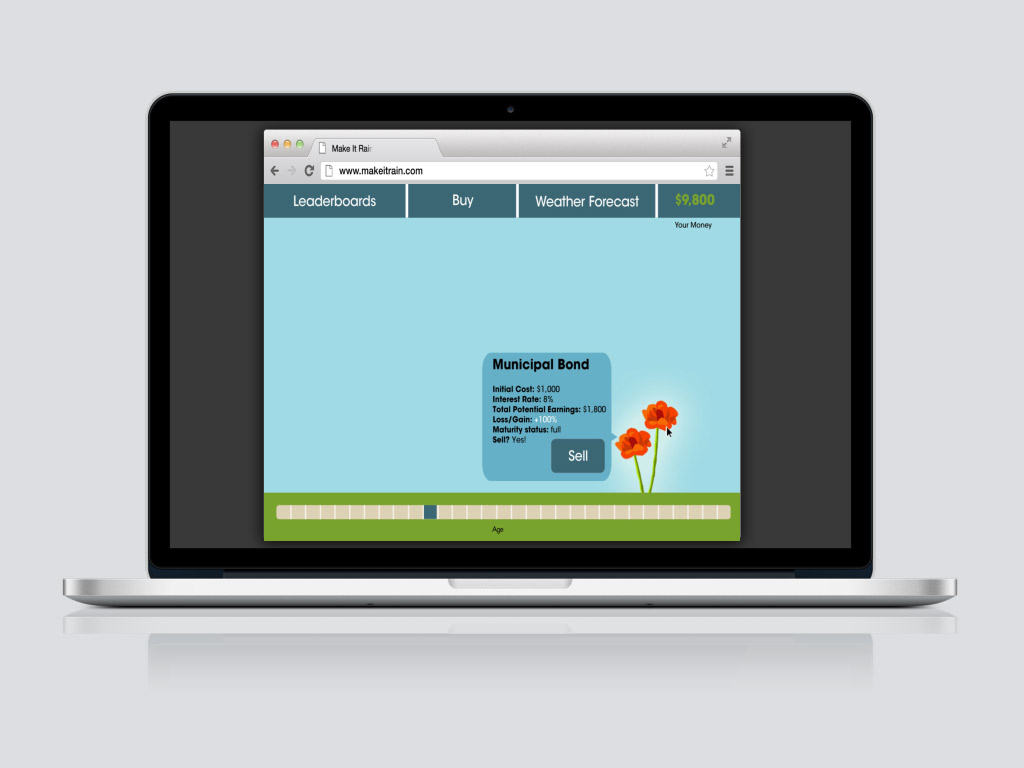 Make It Rai
www.makeitrain.com
Leaderboards
Buy
Weather Forecast
$9,800
Your Money
Municipal Bond
Initial Cost: $1,000
Interest Rate: 8%
Total Potential Earnings: $1,800
Loss/Gain: +100%
Maturity status: full
Sell? Yes!
Sell
Age